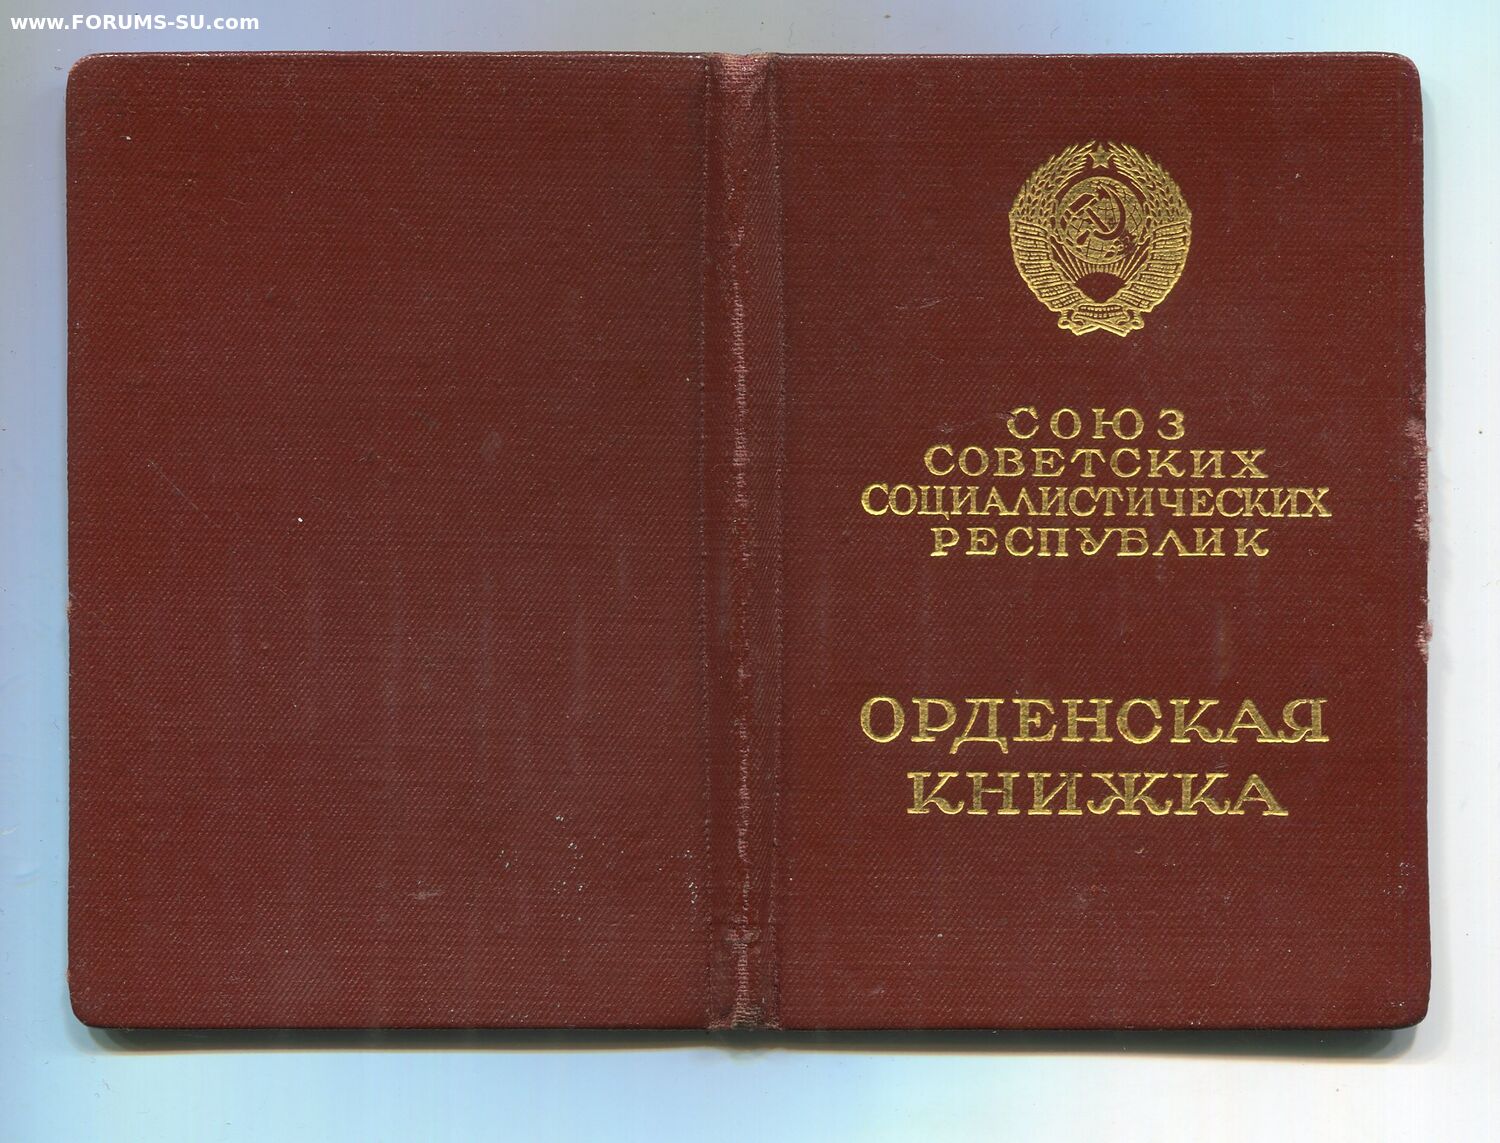 www.FORUMS-SU.com
СОЮЗ
СОВЕТСКИХ
СОЦИАЛИСТИЧЕСКИХ
РЕСПУБЛИК
ОРДЕНСКАЯ
КНИЖКА